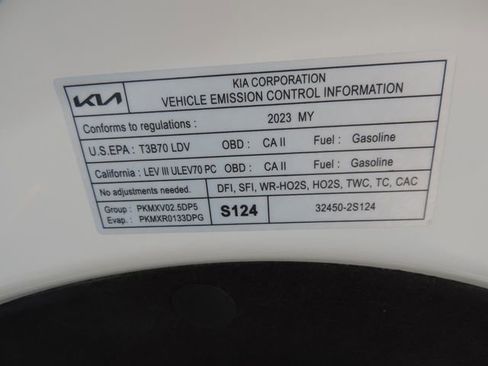 KIA
KIA CORPORATION
VEHICLE EMISSION CONTROL INFORMATION
Conforms to regulations : 2023 MY
U.S.EPA : T3B70 LDV OBD : CA II Fuel : Gasoline
California : LEV III ULEV70 PC OBD : CA II Fuel : Gasoline
No adjustments needed. DFI, SFI, WR-HO2S, HO2S, TWC, TC, CAC
Group : PKMXV02.5DP5
Evap. : PKMXR0133DPG
S124
32450-2S124